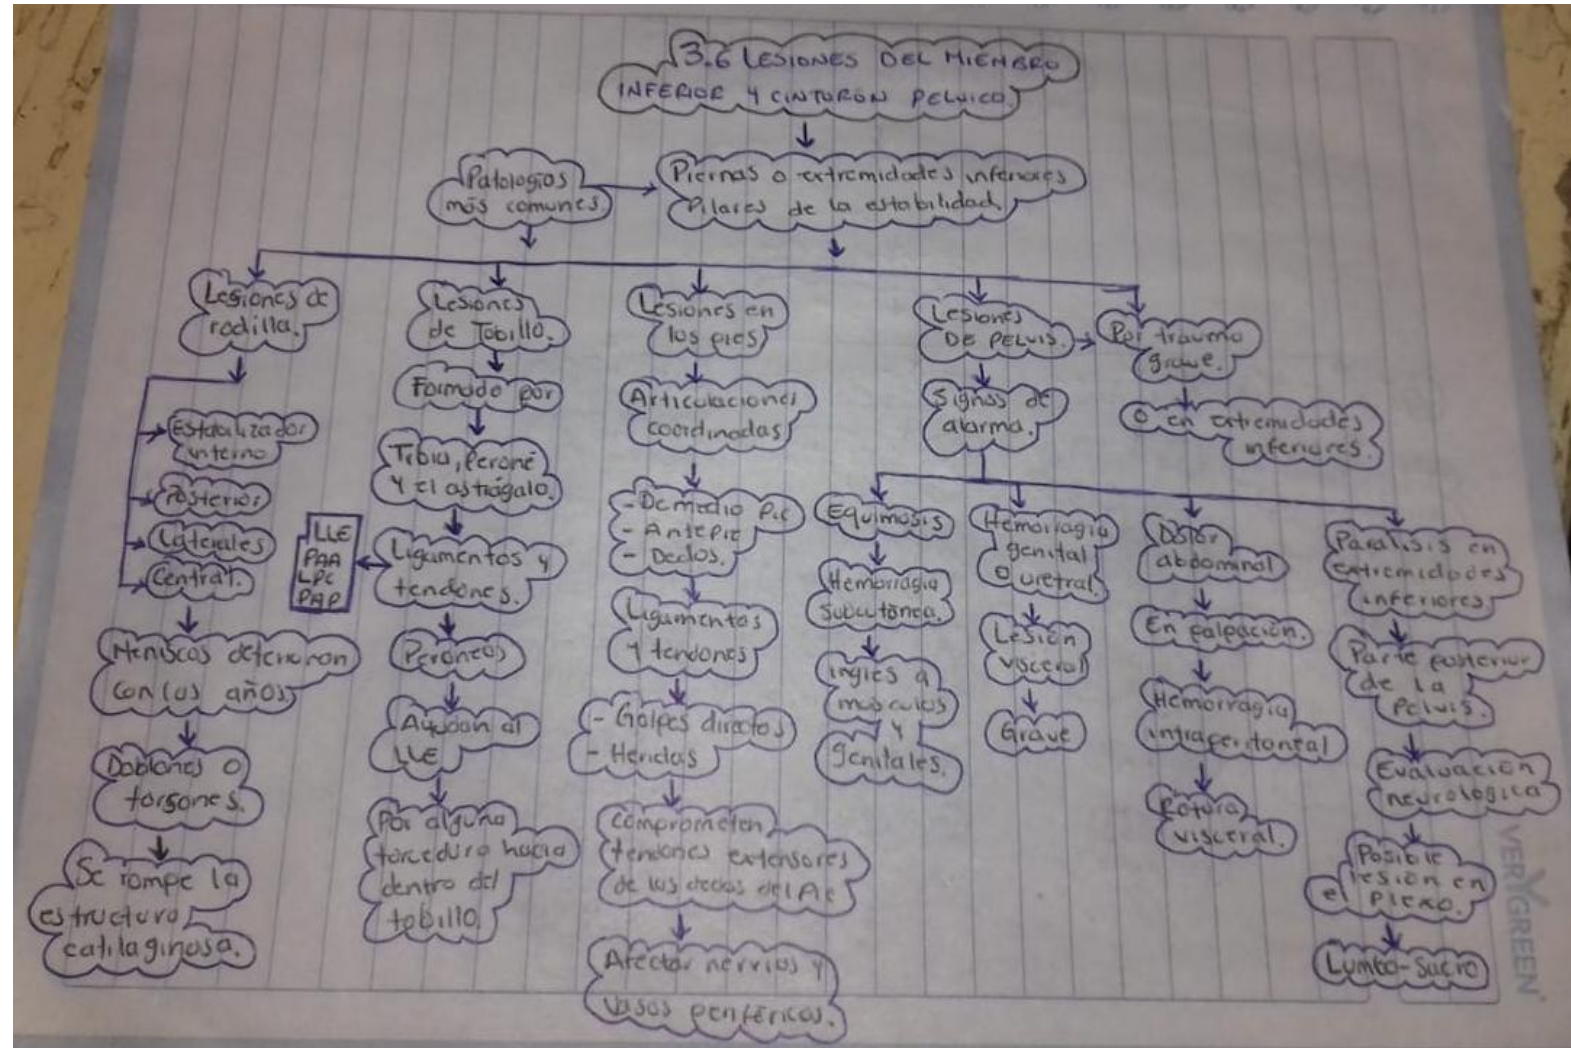 3.6 LESIONES DEL MIEMBRO
INFERIOR Y CINTURON PELVICO.
Patologias
más comunes
Piernas o extremidades inferiores
Pilares de la estabilidad.
Lesiones de
rodilla.
Estabilizador
interno
Posterior
Laterales
Central.
Meniscos deterioron
con los años.
Doblones o
torsones.
Se rompe la
estructura
catilaginosa.
Lesiones
de Tobillo.
Formado por
Tibia, Peroné
y el astrágalo.
Ligamentos y
tendones.
LLE
PAA
LPC
PAP
Peroneos
Ayudan al
LLE
Por alguna
torcedura hacia
dentro del
tobillo.
Lesiones en
los pies
Articulaciones
coordinadas
- De medio pie
- Antepie
- Dedos.
Ligamentos
y tendones
- Golpes directos
- Heridas
comprometen
tendones extensores
de los dedos del pie
Afectar nervios y
vasos periféricos.
Lesiones
DE PELVIS.
Por trauma
grave.
O en extremidades
inferiores.
Signos de
alarma.
Equimosis
Hemorragia
subcutánea.
ingles a
musculos
y
genitales.
Hemorragia
genital
O uretral.
Lesión
visceral
Grave
Dolor
abdominal
En palpación.
Hemorragia
intraperitoneal
Rotura
visceral.
Paralisis en
extremidades
inferiores.
Parte posterior
de la
Pelvis.
Evaluación
neurologica
Posible
lesión en
el plexo.
Lumbo-Sacro
VERYGREEN